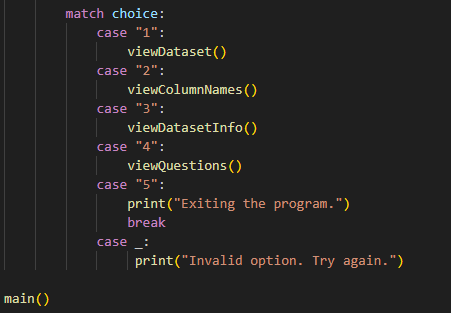 match choice:
case "1":
viewDataset()
case "2":
viewColumnNames()
case "3":
viewDatasetInfo()
case "4":
viewQuestions()
case "5":
print("Exiting the program.")
break
case _:
print("Invalid option. Try again.")
main()